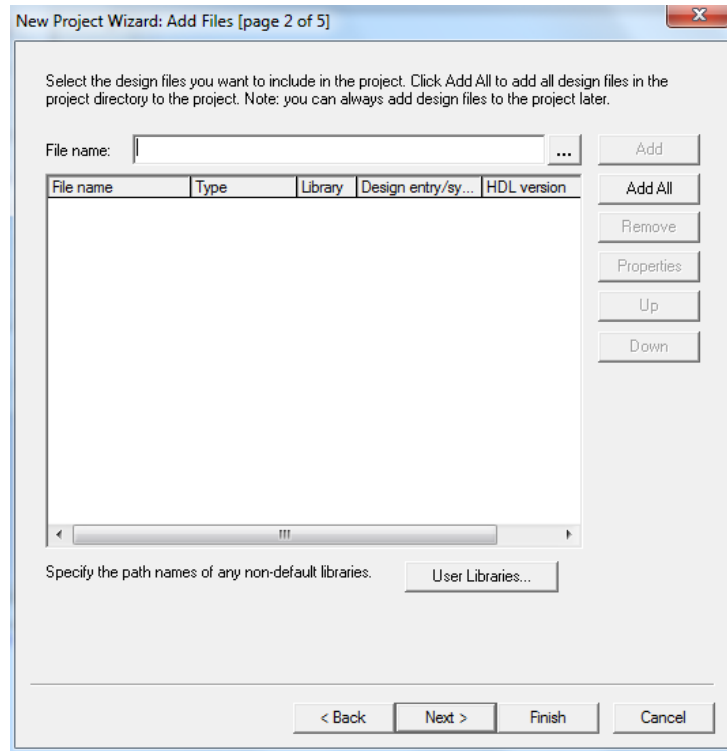 New Project Wizard: Add Files [page 2 of 5]
x
Select the design files you want to include in the project. Click Add All to add all design files in the
project directory to the project. Note: you can always add design files to the project later.
File name: ... Add
File name Type Library Design entry/sy... HDL version Add All
Remove
Properties
Up
Down
Specify the path names of any non-default libraries. User Libraries...
< Back Next > Finish Cancel